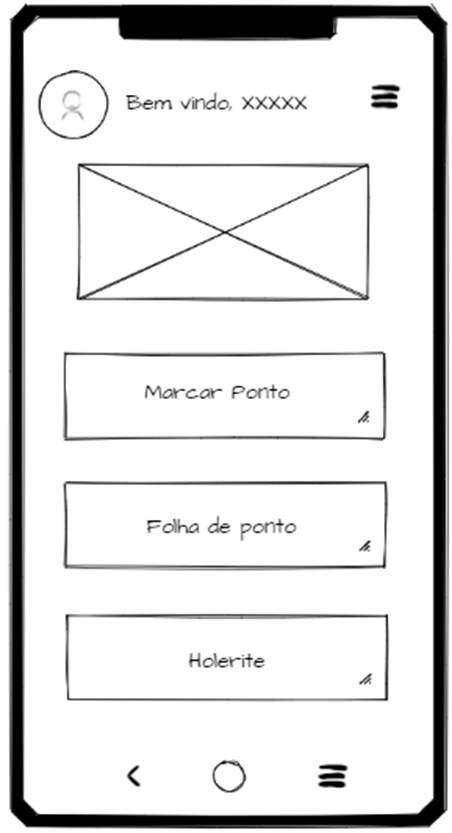 Bem vindo, XXXXX
Marcar Ponto
Folha de ponto
Holerite